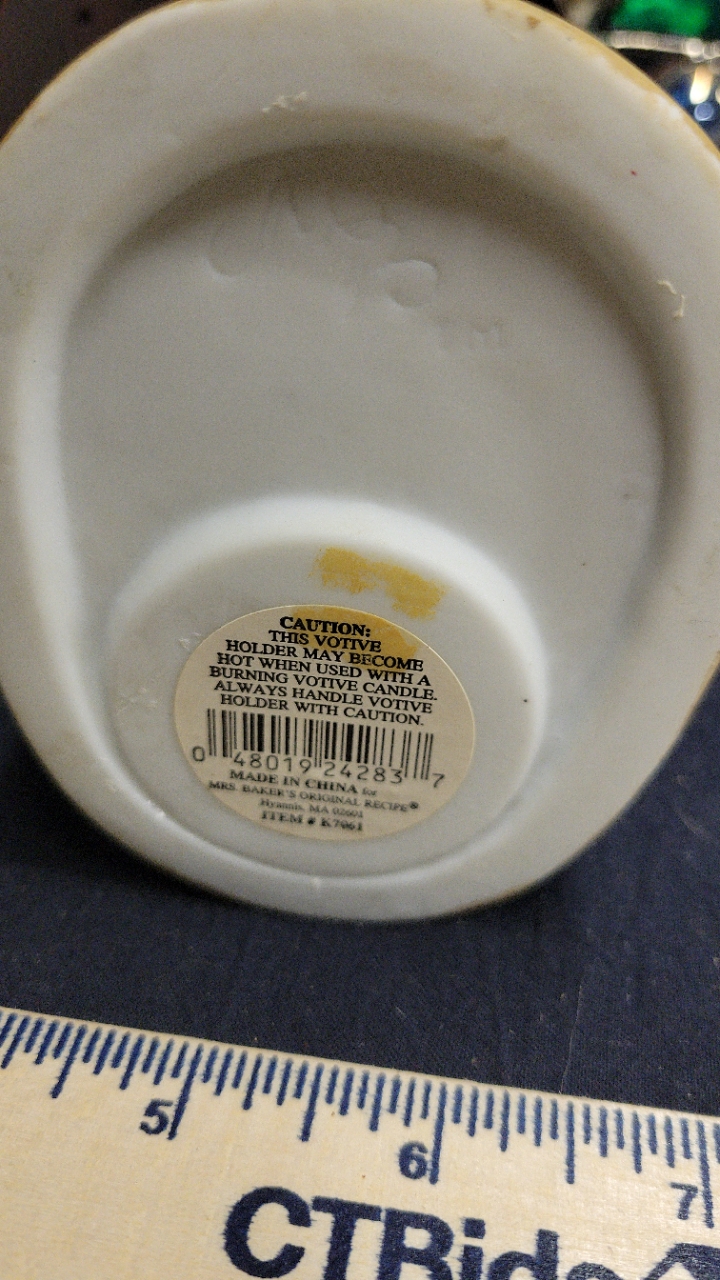 TM
CAUTION:
THIS VOTIVE
HOLDER MAY BECOME
HOT WHEN USED WITH A
BURNING VOTIVE CANDLE.
ALWAYS HANDLE VOTIVE
HOLDER WITH CAUTION.
0 48019 24283 7
MADE IN CHINA for
MRS. BAKER'S ORIGINAL RECIPE®
Hyannis, MA 02601
ITEM # K7061
5 6 7
CTRide